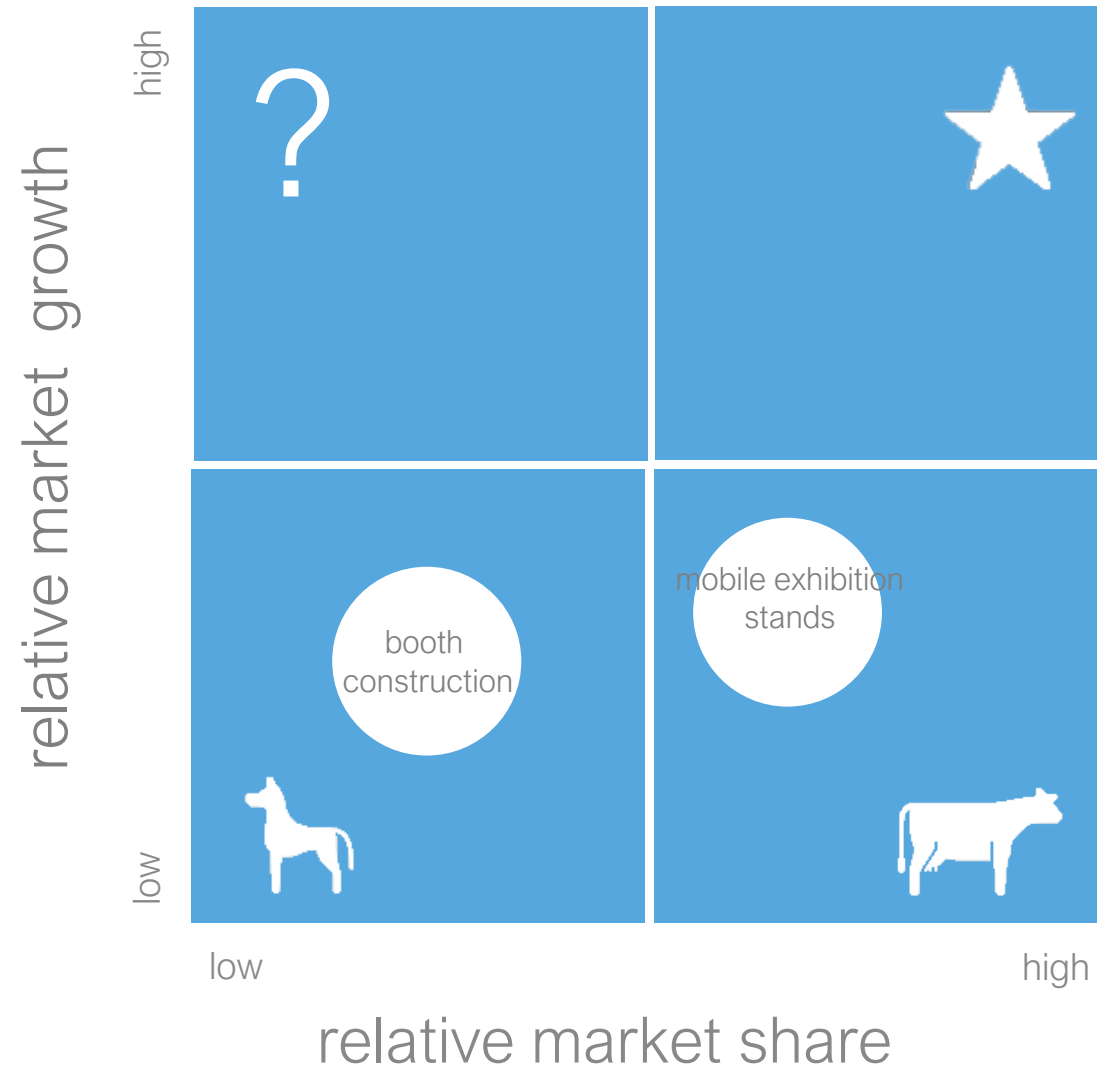 high
?
relative market growth
mobile exhibition
stands
booth
construction
low
low
high
relative market share